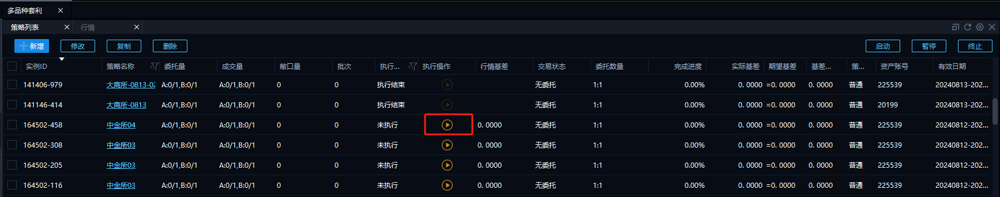 多品种套利
策略列表 行情
新增 修改 复制 删除 启动 暂停 终止
实例ID 策略名称 委托量 成交量 敞口量 批次 执行... 执行操作 行情基差 交易状态 委托数量 完成进度 实际基差 期望基差 基差... 策... 资产账号 有效日期
141406-979 大商所-0813-02 A:0/1,B:0/1 A:0/1,B:0/1 0 0 执行结束 无委托 1:1 0.00% 0.0000 =0.0000 0.0000 普通 225539 20240813-202...
141146-414 大商所-0813 A:0/1,B:0/1 A:0/1,B:0/1 0 0 执行结束 无委托 1:1 0.00% 0.0000 =0.0000 0.0000 普通 20199 20240813-202...
164502-458 中金所04 A:0/1,B:0/1 A:0/1,B:0/1 0 0 未执行 0.0000 无委托 1:1 0.00% 0.0000 =0.0000 0.0000 普通 225539 20240812-202...
164502-308 中金所03 A:0/1,B:0/1 A:0/1,B:0/1 0 0 未执行 0.0000 无委托 1:1 0.00% 0.0000 =0.0000 0.0000 普通 225539 20240812-202...
164502-205 中金所03 A:0/1,B:0/1 A:0/1,B:0/1 0 0 未执行 0.0000 无委托 1:1 0.00% 0.0000 =0.0000 0.0000 普通 225539 20240812-202...
164502-116 中金所03 A:0/1,B:0/1 A:0/1,B:0/1 0 0 未执行 0.0000 无委托 1:1 0.00% 0.0000 =0.0000 0.0000 普通 225539 20240812-202...